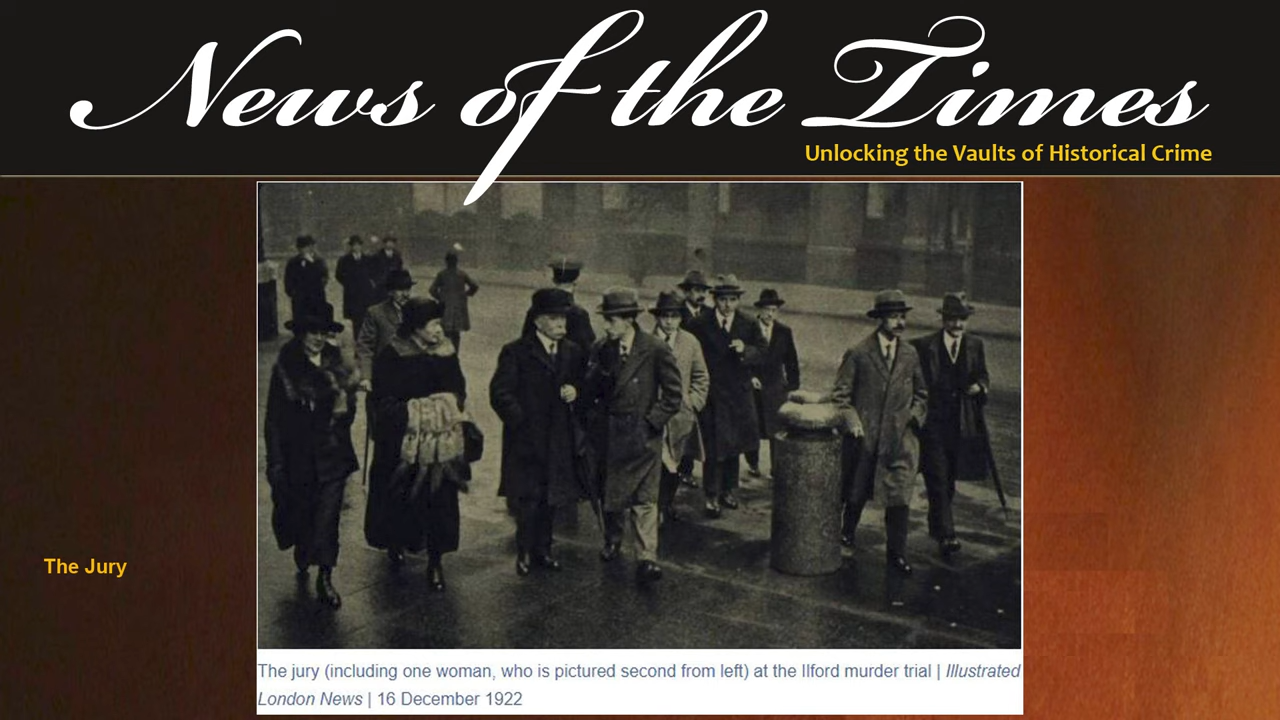 News of the Times
Unlocking the Vaults of Historical Crime
The Jury
The jury (including one woman, who is pictured second from left) at the Ilford murder trial | Illustrated
London News | 16 December 1922